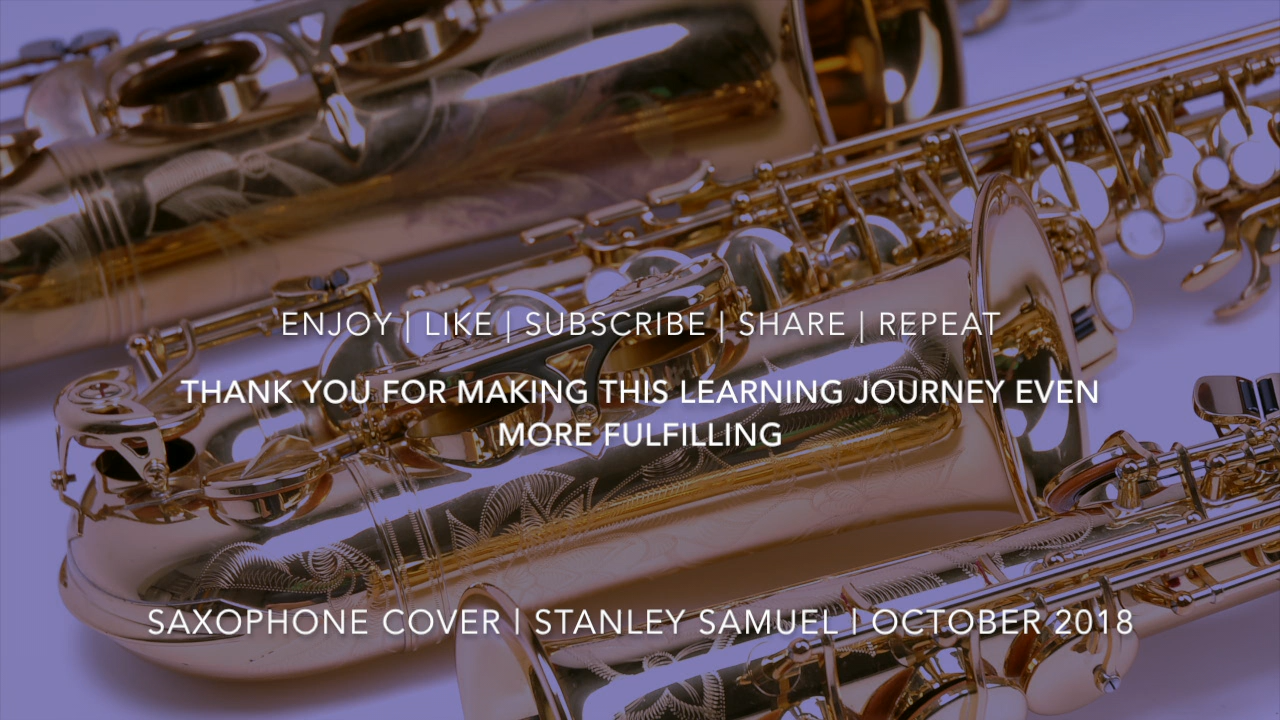 ENJOY | LIKE | SUBSCRIBE | SHARE | REPEAT
THANK YOU FOR MAKING THIS LEARNING JOURNEY EVEN
MORE FULFILLING
SAXOPHONE COVER | STANLEY SAMUEL | OCTOBER 2018